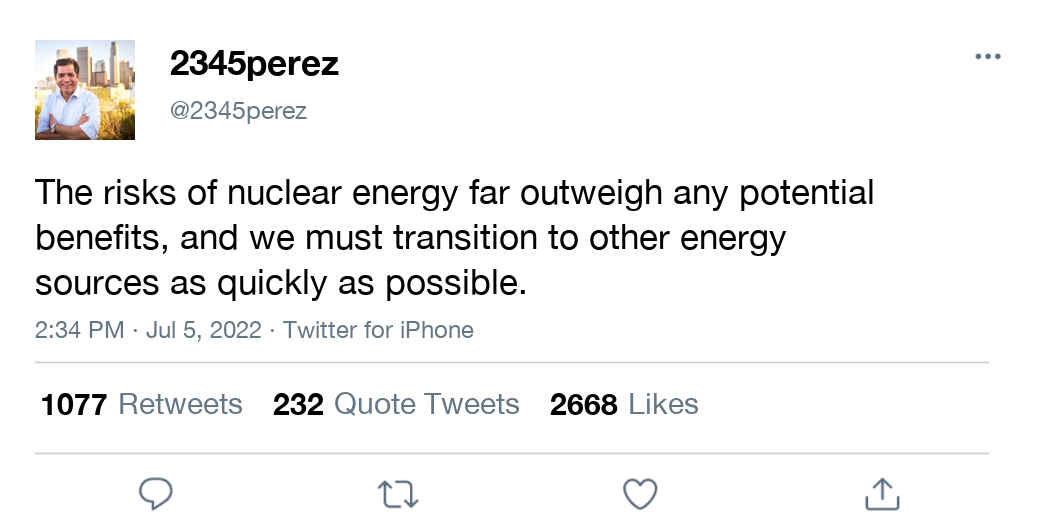 2345perez
@2345perez
The risks of nuclear energy far outweigh any potential
benefits, and we must transition to other energy
sources as quickly as possible.
2:34 PM · Jul 5, 2022 · Twitter for iPhone
1077 Retweets 232 Quote Tweets 2668 Likes